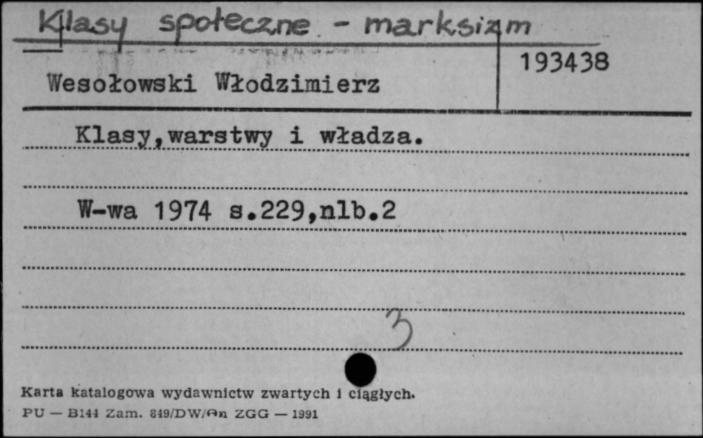 Klasy społeczne - marksizm
193438
Wesołowski Włodzimierz
Klasy,warstwy i władza.
W-wa 1974 s.229,nlb.2
3
Karta katalogowa wydawnictw zwartych i ciągłych.
PU — B144 Zam. 849/DW/An ZGG — 1991